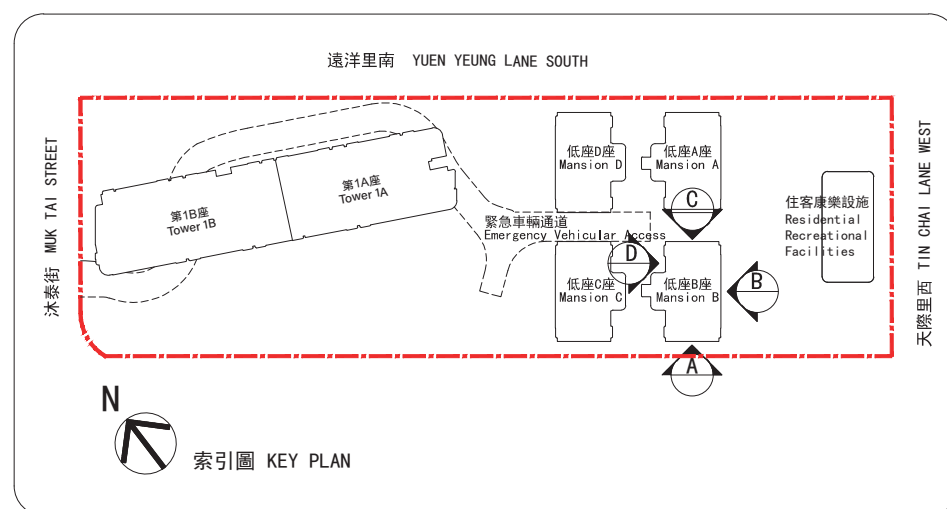 遠洋里南 YUEN YEUNG LANE SOUTH
沐泰街 MUK TAI STREET
第1B座
Tower 1B
第1A座
Tower 1A
低座D座
Mansion D
低座A座
Mansion A
C
緊急車輛通道
Emergency Vehicular Access
D
低座C座
Mansion C
低座B座
Mansion B
B
A
住客康樂設施
Residential
Recreational
Facilities
天際里西 TIN CHAI LANE WEST
N
索引圖 KEY PLAN